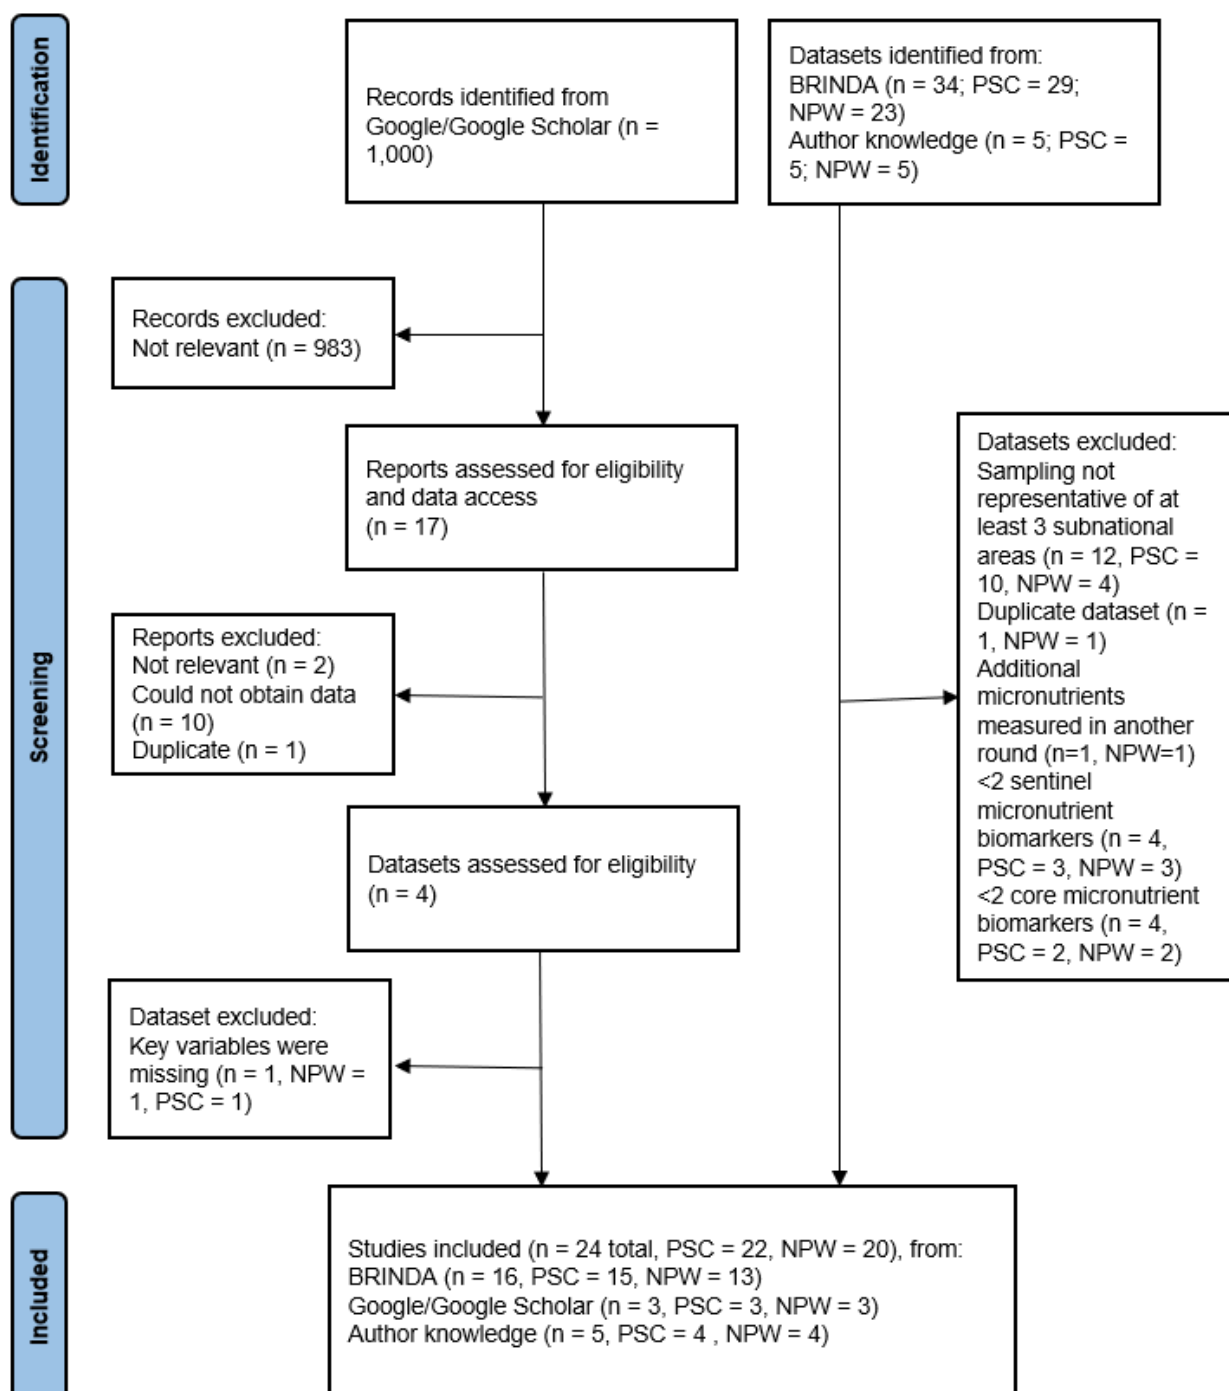 Identification
Records identified from
Google/Google Scholar (n =
1,000)
Datasets identified from:
BRINDA (n = 34; PSC = 29;
NPW = 23)
Author knowledge (n = 5; PSC =
5; NPW = 5)
Screening
Records excluded:
Not relevant (n = 983)
Reports assessed for eligibility
and data access
(n = 17)
Reports excluded:
Not relevant (n = 2)
Could not obtain data
(n = 10)
Duplicate (n = 1)
Datasets excluded:
Sampling not
representative of at
least 3 subnational
areas (n = 12, PSC =
10, NPW = 4)
Duplicate dataset (n =
1, NPW = 1)
Additional
micronutrients
measured in another
round (n=1, NPW=1)
<2 sentinel
micronutrient
biomarkers (n = 4,
PSC = 3, NPW = 3)
<2 core micronutrient
biomarkers (n = 4,
PSC = 2, NPW = 2)
Datasets assessed for eligibility
(n = 4)
Dataset excluded:
Key variables were
missing (n = 1, NPW =
1, PSC = 1)
Included
Studies included (n = 24 total, PSC = 22, NPW = 20), from:
BRINDA (n = 16, PSC = 15, NPW = 13)
Google/Google Scholar (n = 3, PSC = 3, NPW = 3)
Author knowledge (n = 5, PSC = 4 , NPW = 4)